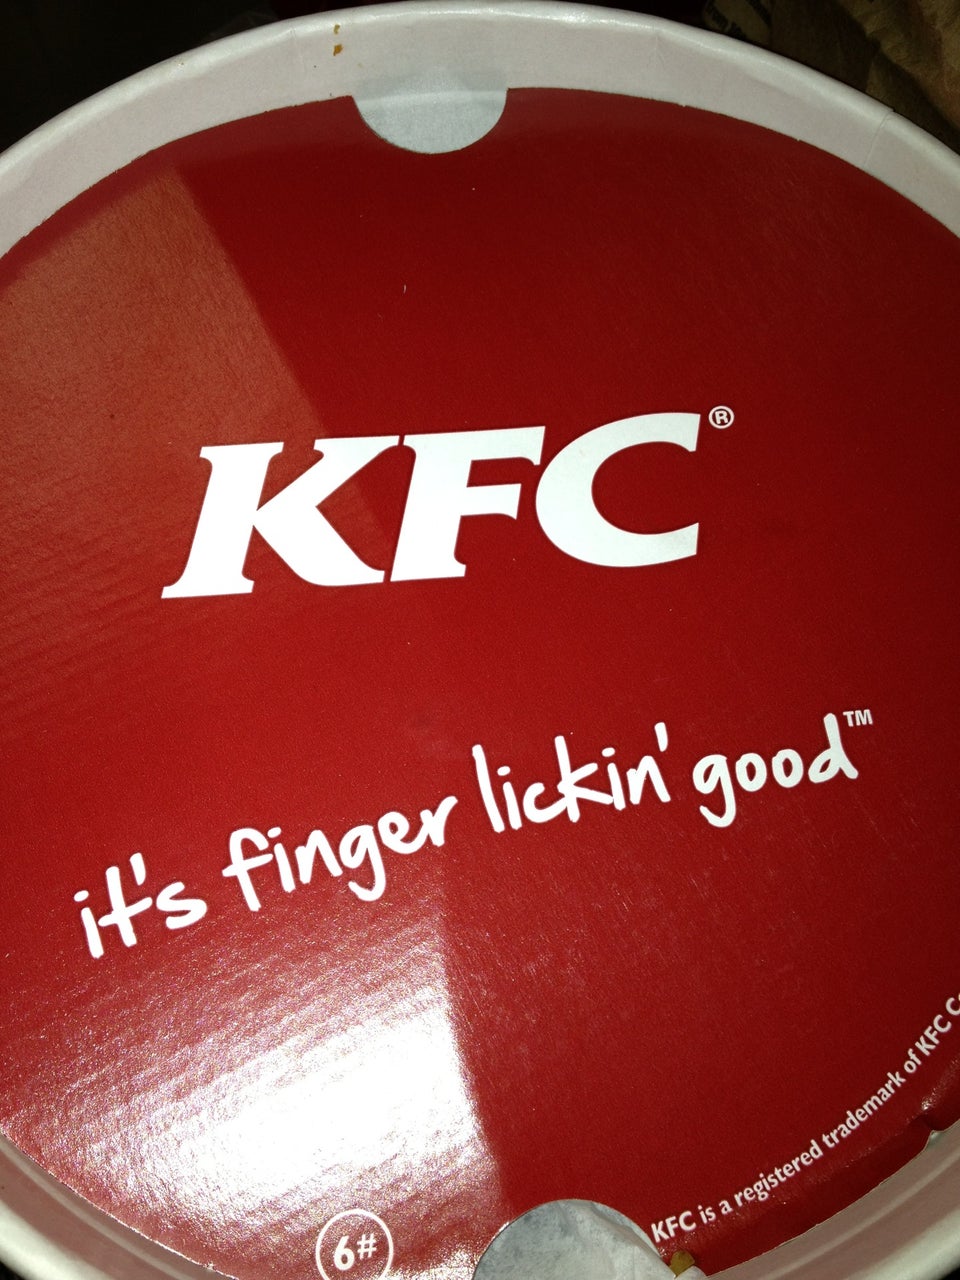 KFC®
it's finger lickin' good™
KFC is a registered trademark of KFC
6#